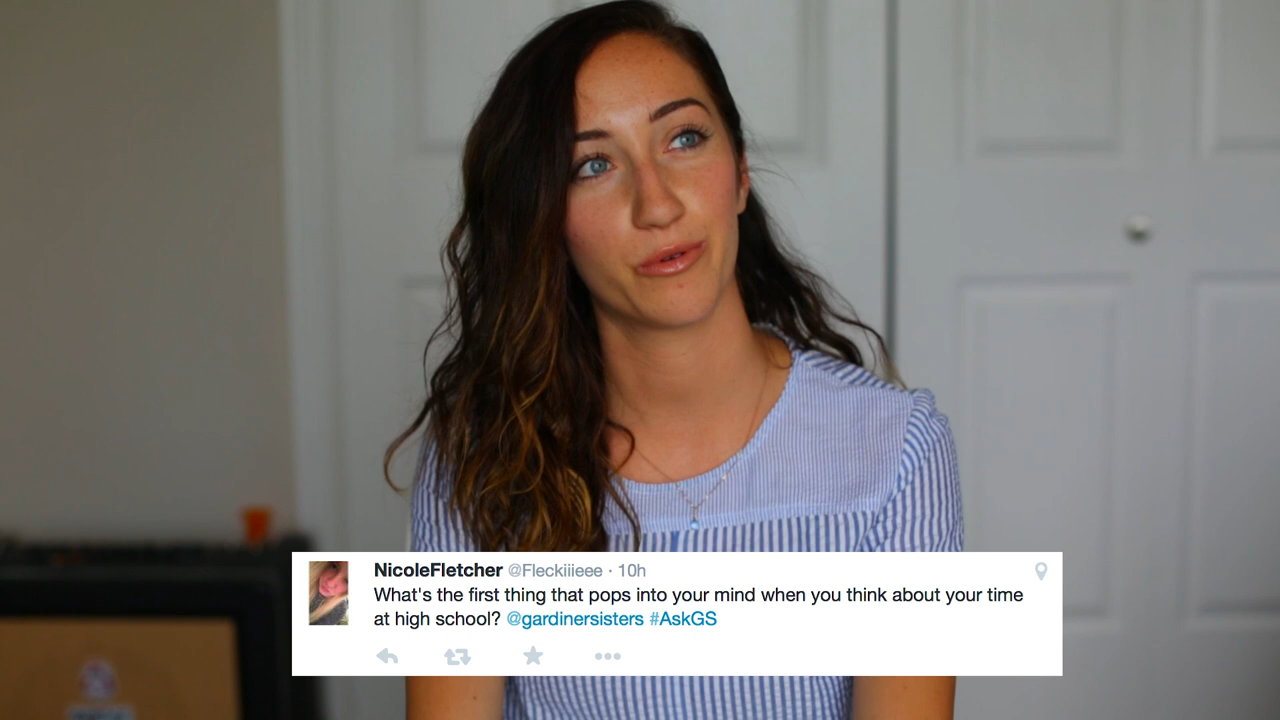 NicoleFletcher @Fleckiiieee · 10h
What's the first thing that pops into your mind when you think about your time
at high school? @gardinersisters #AskGS